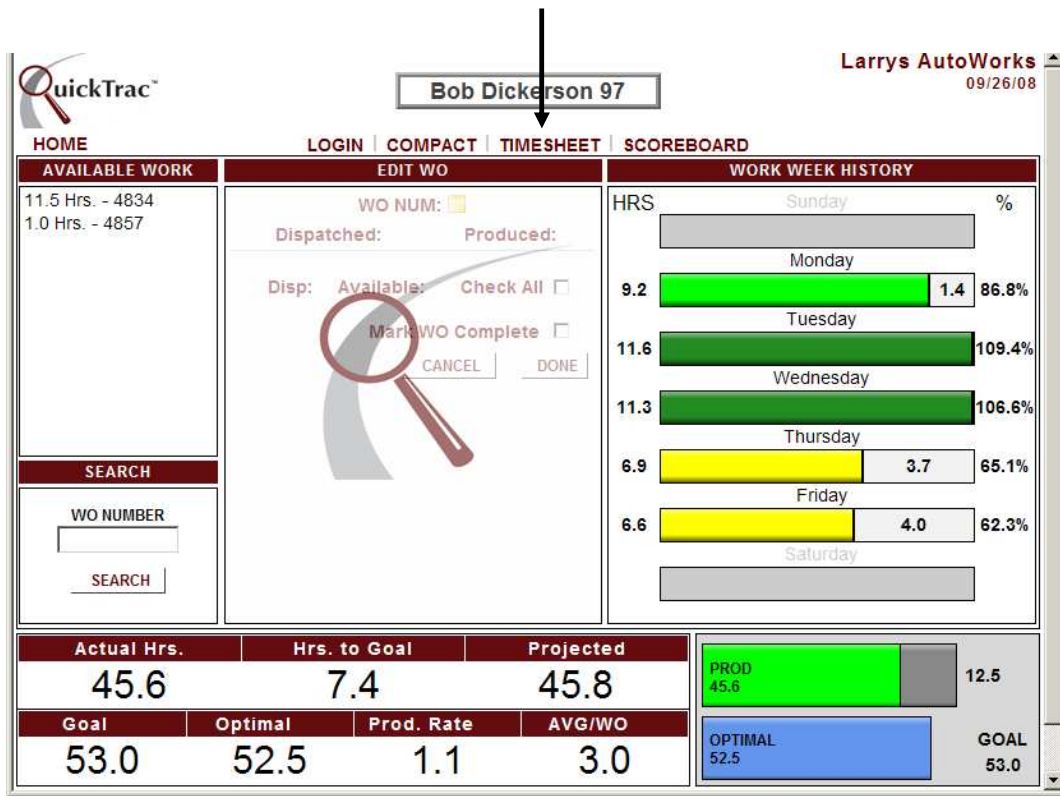 QuickTrac™
Bob Dickerson 97
Larrys AutoWorks
09/26/08
HOME
LOGIN | COMPACT | TIMESHEET | SCOREBOARD
AVAILABLE WORK
11.5 Hrs. - 4834
1.0 Hrs. - 4857
SEARCH
WO NUMBER
SEARCH
EDIT WO
WO NUM:
Dispatched: Produced:
Disp: Available: Check All
Mark WO Complete
CANCEL DONE
WORK WEEK HISTORY
HRS Sunday %
Monday
9.2 1.4 86.8%
Tuesday
11.6 109.4%
Wednesday
11.3 106.6%
Thursday
6.9 3.7 65.1%
Friday
6.6 4.0 62.3%
Saturday
Actual Hrs. Hrs. to Goal Projected
45.6 7.4 45.8
Goal Optimal Prod. Rate AVG/WO
53.0 52.5 1.1 3.0
PROD
45.6
12.5
OPTIMAL
52.5
GOAL
53.0